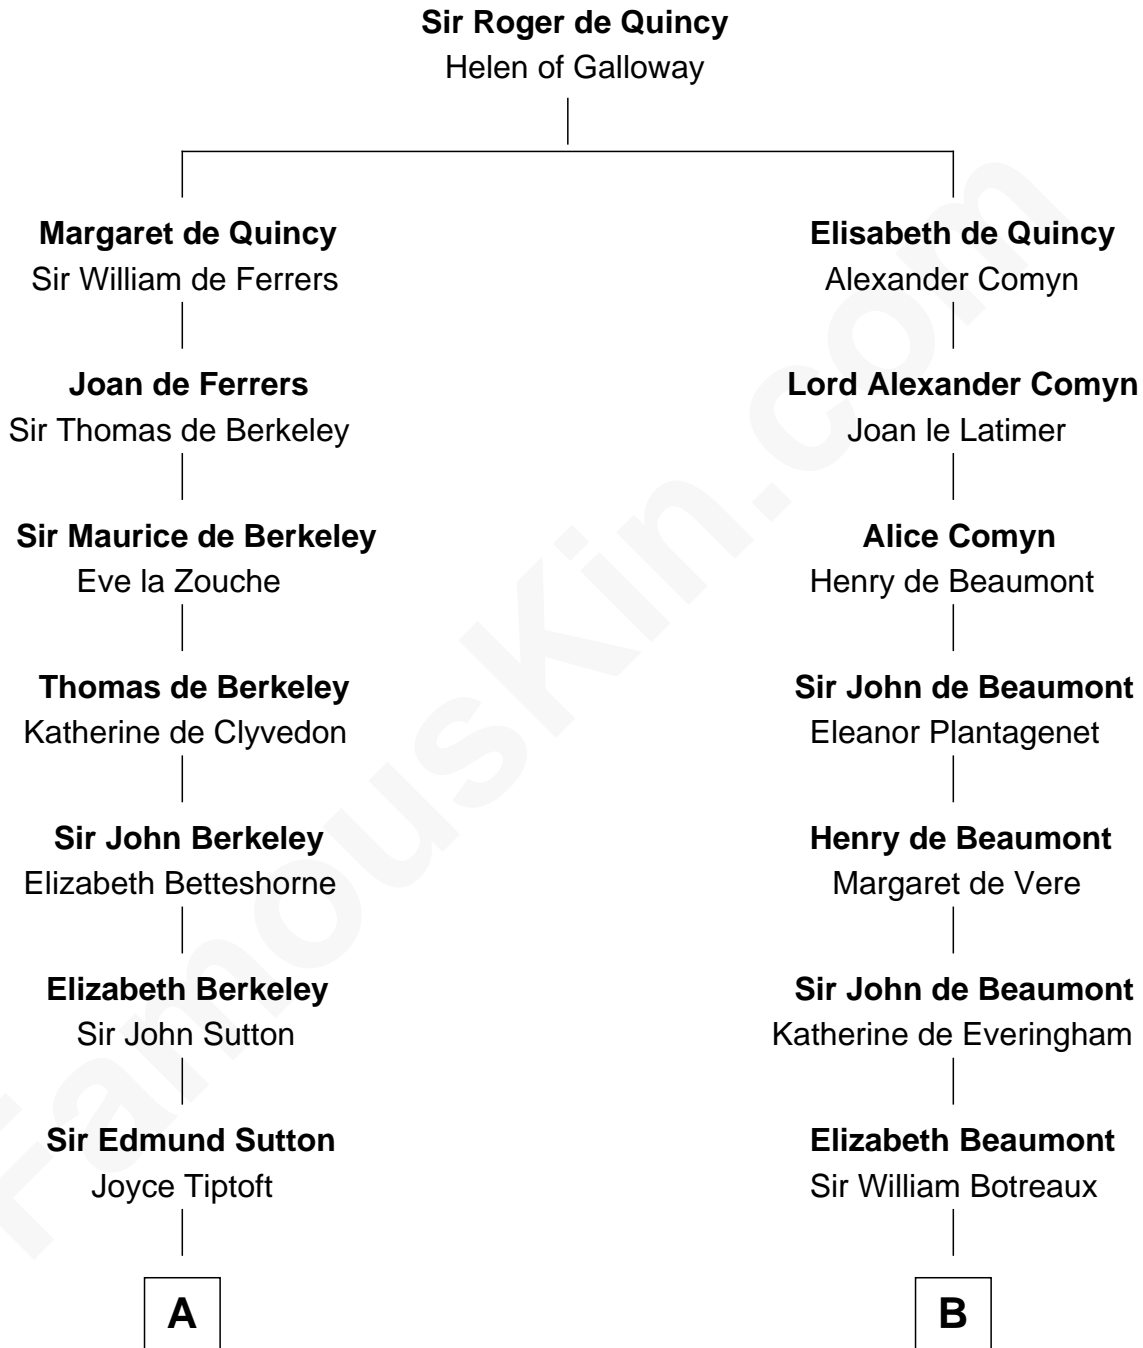 Sir Roger de Quincy
Helen of Galloway
Margaret de Quincy
Sir William de Ferrers
Joan de Ferrers
Sir Thomas de Berkeley
Sir Maurice de Berkeley
Eve la Zouche
Thomas de Berkeley
Katherine de Clyvedon
Sir John Berkeley
Elizabeth Betteshorne
Elizabeth Berkeley
Sir John Sutton
Sir Edmund Sutton
Joyce Tiptoft
A
Elisabeth de Quincy
Alexander Comyn
Lord Alexander Comyn
Joan le Latimer
Alice Comyn
Henry de Beaumont
Sir John de Beaumont
Eleanor Plantagenet
Henry de Beaumont
Margaret de Vere
Sir John de Beaumont
Katherine de Everingham
Elizabeth Beaumont
Sir William Botreaux
B
FamousKin.com